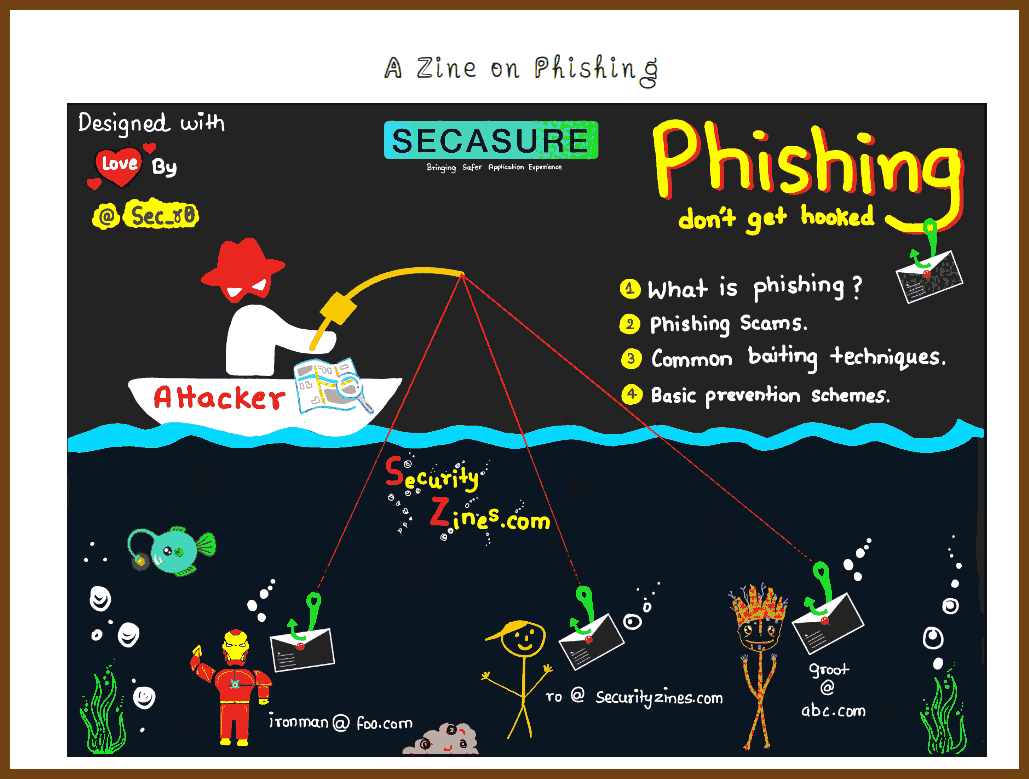 A Zine on Phishing
Designed with
Love By
@ Sec_r0
SECASURE
Bringing Safer Application Experience
Phishing
don't get hooked
1 What is phishing?
2 Phishing Scams.
3 Common baiting techniques.
4 Basic prevention schemes.
Attacker
Security
Zines.com
ironman@ foo.com
ro @ Securityzines.com
groot
@
abc.com